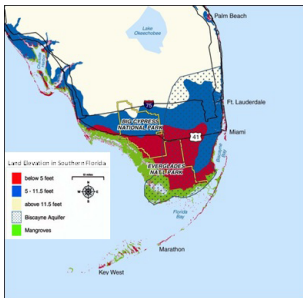 Palm Beach
Lake
Okeechobee
75
BIG CYPRESS
NATIONAL PARK
Ft. Lauderdale
41
Miami
Land Elevation in Southern Florida
below 5 feet
5 - 11.5 feet
above 11.5 feet
Biscayne Aquifer
Mangroves
EVERGLADES
NAT'L PARK
Florida
Bay
Marathon
Key West